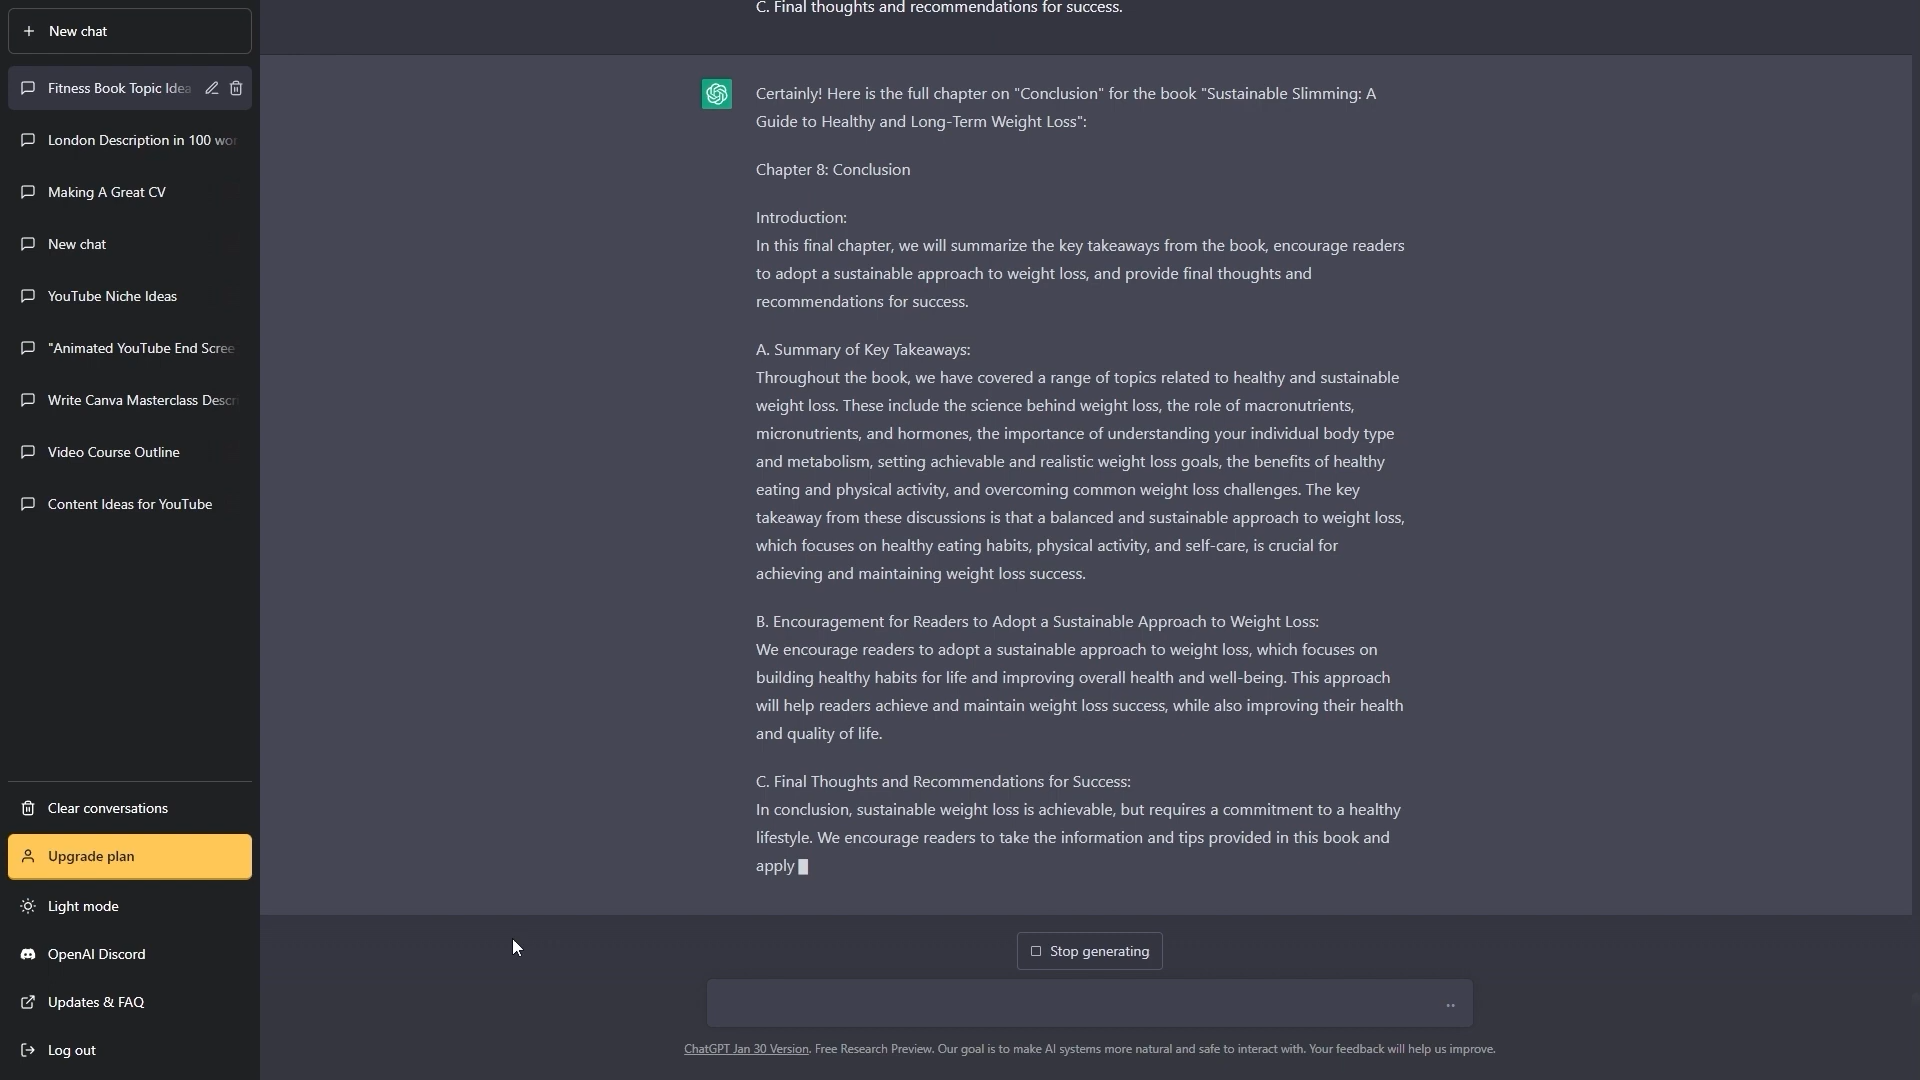 New chat
Fitness Book Topic Idea
London Description in 100 wor
Making A Great CV
New chat
YouTube Niche Ideas
"Animated YouTube End Scree
Write Canva Masterclass Descri
Video Course Outline
Content Ideas for YouTube
Clear conversations
Upgrade plan
Light mode
OpenAI Discord
Updates & FAQ
Log out
C. Final thoughts and recommendations for success.
Certainly! Here is the full chapter on "Conclusion" for the book "Sustainable Slimming: A
Guide to Healthy and Long-Term Weight Loss":
Chapter 8: Conclusion
Introduction:
In this final chapter, we will summarize the key takeaways from the book, encourage readers
to adopt a sustainable approach to weight loss, and provide final thoughts and
recommendations for success.
A. Summary of Key Takeaways:
Throughout the book, we have covered a range of topics related to healthy and sustainable
weight loss. These include the science behind weight loss, the role of macronutrients,
micronutrients, and hormones, the importance of understanding your individual body type
and metabolism, setting achievable and realistic weight loss goals, the benefits of healthy
eating and physical activity, and overcoming common weight loss challenges. The key
takeaway from these discussions is that a balanced and sustainable approach to weight loss,
which focuses on healthy eating habits, physical activity, and self-care, is crucial for
achieving and maintaining weight loss success.
B. Encouragement for Readers to Adopt a Sustainable Approach to Weight Loss:
We encourage readers to adopt a sustainable approach to weight loss, which focuses on
building healthy habits for life and improving overall health and well-being. This approach
will help readers achieve and maintain weight loss success, while also improving their health
and quality of life.
C. Final Thoughts and Recommendations for Success:
In conclusion, sustainable weight loss is achievable, but requires a commitment to a healthy
lifestyle. We encourage readers to take the information and tips provided in this book and
apply
Stop generating
ChatGPT Jan 30 Version. Free Research Preview. Our goal is to make AI systems more natural and safe to interact with. Your feedback will help us improve.